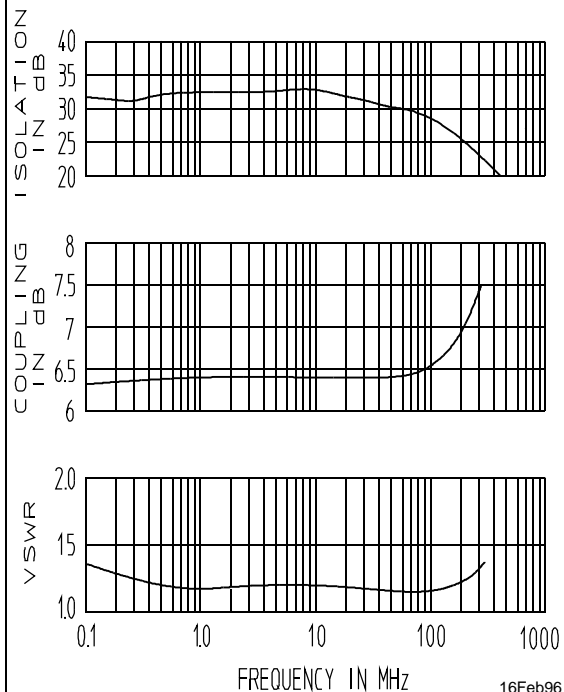 ISOLATION
IN dB
40
35
30
25
20
COUPLING
IN dB
8
7.5
7
6.5
6
VSWR
2.0
1.5
1.0
0.1
1.0
10
100
1000
FREQUENCY IN MHz
16Feb96